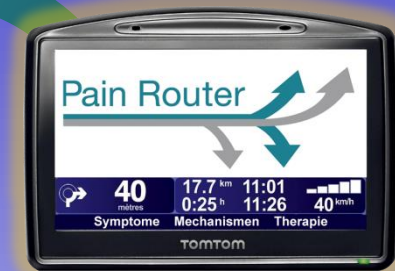 Pain Router
40 17.7 km 11:01
mètres 0:25 h 11:26 40 km/h
Symptome Mechanismen Therapie
TOMTOM